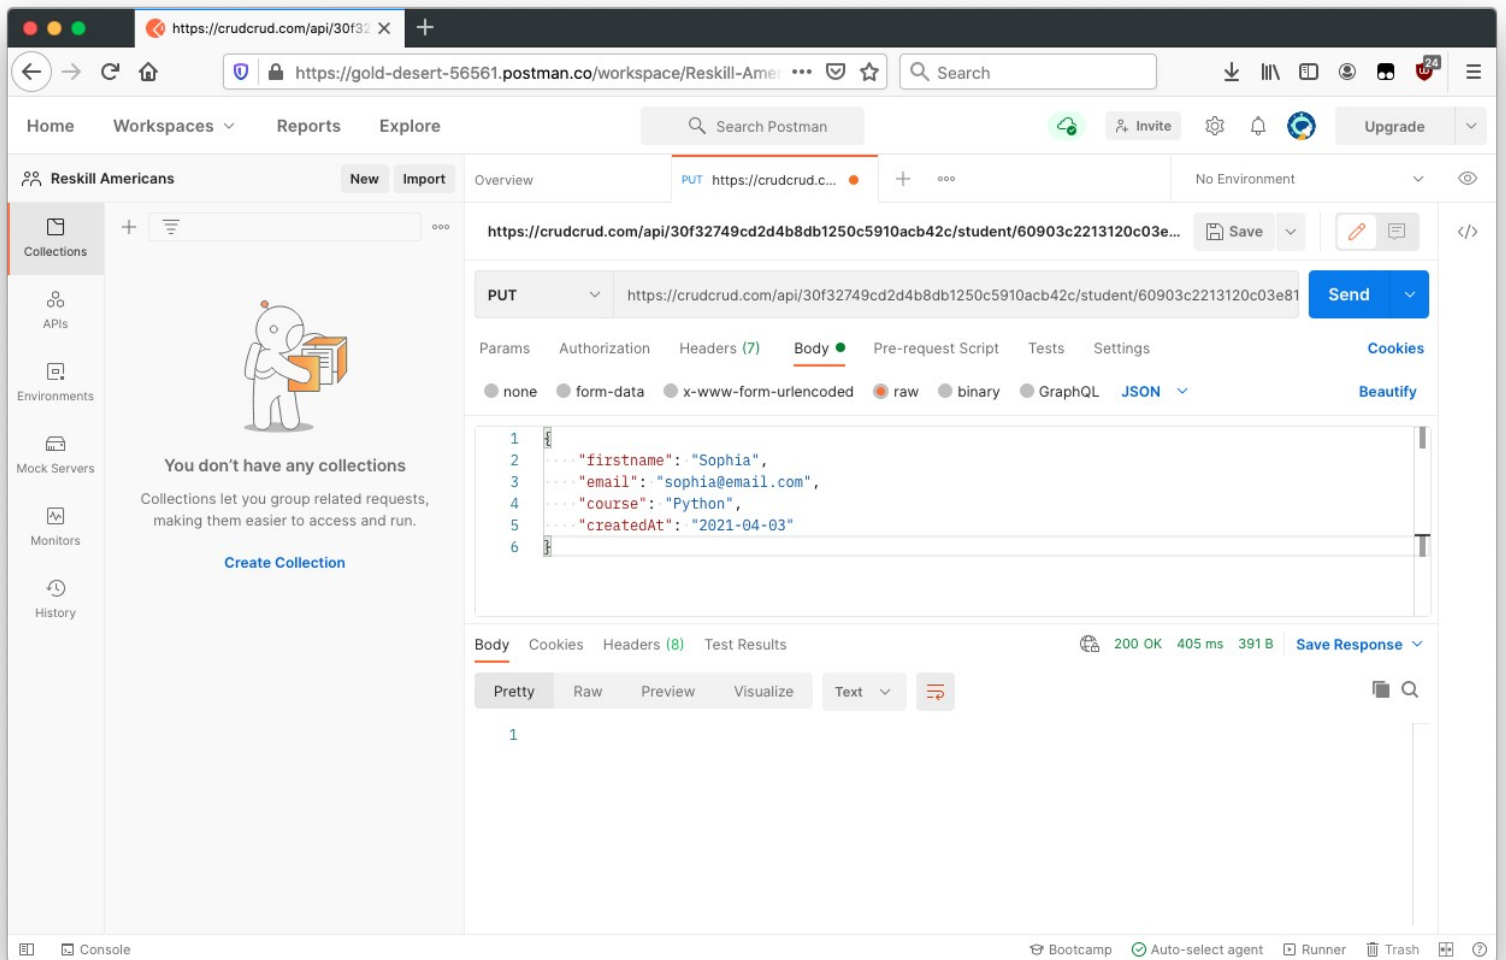 https://crudcrud.com/api/30f32
https://gold-desert-56561.postman.co/workspace/Reskill-Amer
Search
24
Home Workspaces Reports Explore
Search Postman
Invite
Upgrade
Reskill Americans New Import
Overview
PUT https://crudcrud.c...
No Environment
Collections
APIs
Environments
Mock Servers
Monitors
History
You don't have any collections
Collections let you group related requests,
making them easier to access and run.
Create Collection
https://crudcrud.com/api/30f32749cd2d4b8db1250c5910acb42c/student/60903c2213120c03e...
Save
PUT https://crudcrud.com/api/30f32749cd2d4b8db1250c5910acb42c/student/60903c2213120c03e81
Send
Params Authorization Headers (7) Body Pre-request Script Tests Settings Cookies
none form-data x-www-form-urlencoded raw binary GraphQL JSON Beautify
1 {
2 "firstname": "Sophia",
3 "email": "sophia@email.com",
4 "course": "Python",
5 "createdAt": "2021-04-03"
6 }
Body Cookies Headers (8) Test Results 200 OK 405 ms 391 B Save Response
Pretty Raw Preview Visualize Text
1
Console
Bootcamp Auto-select agent Runner Trash